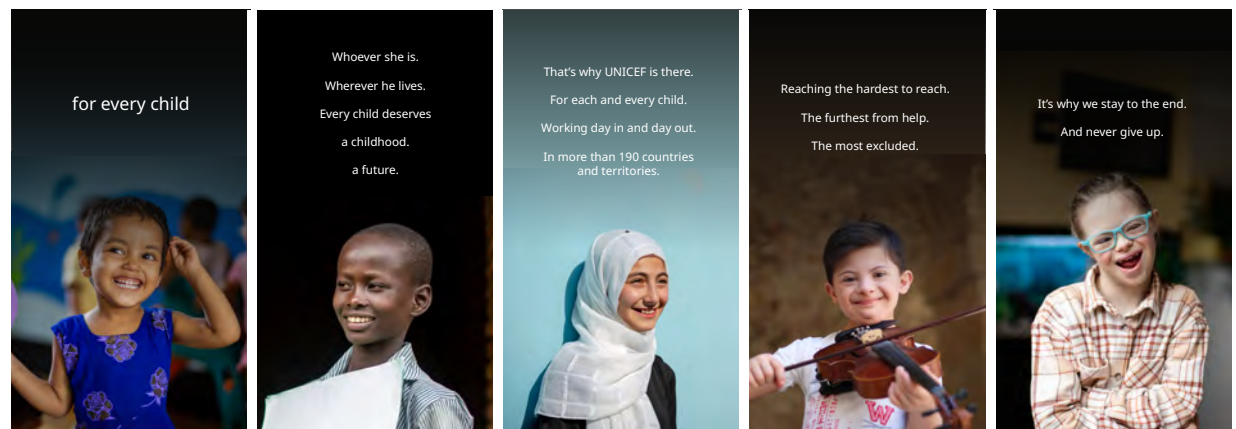 for every child
Whoever she is.
Wherever he lives.
Every child deserves
a childhood.
a future.
That's why UNICEF is there.
For each and every child.
Working day in and day out.
In more than 190 countries
and territories.
Reaching the hardest to reach.
The furthest from help.
The most excluded.
W
It's why we stay to the end.
And never give up.